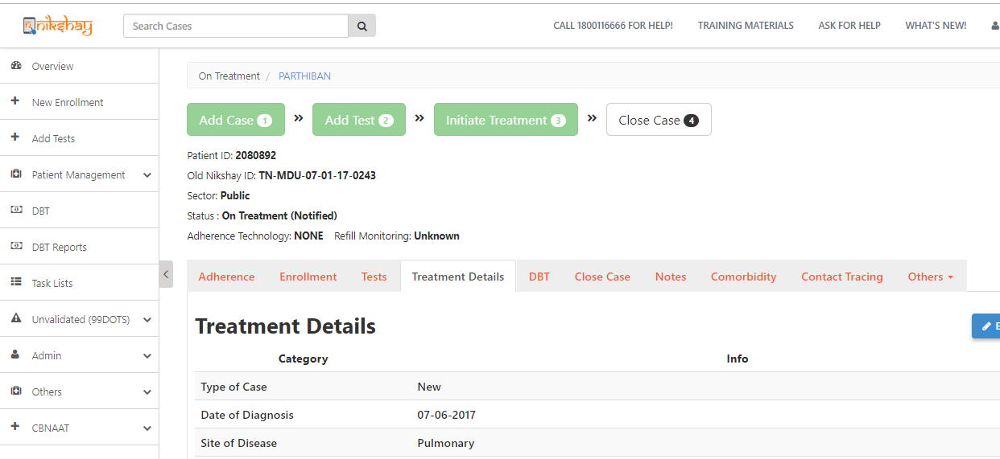 nikshay
Search Cases
CALL 1800116666 FOR HELP! TRAINING MATERIALS ASK FOR HELP WHAT'S NEW!
Overview
New Enrollment
Add Tests
Patient Management
DBT
DBT Reports
Task Lists
Unvalidated (99DOTS)
Admin
Others
CBNAAT
On Treatment / PARTHIBAN
Add Case 1 » Add Test 2 » Initiate Treatment 3 » Close Case 4
Patient ID: 2080892
Old Nikshay ID: TN-MDU-07-01-17-0243
Sector: Public
Status : On Treatment (Notified)
Adherence Technology: NONE Refill Monitoring: Unknown
Adherence Enrollment Tests Treatment Details DBT Close Case Notes Comorbidity Contact Tracing Others
Treatment Details
Category Info
Type of Case New
Date of Diagnosis 07-06-2017
Site of Disease Pulmonary